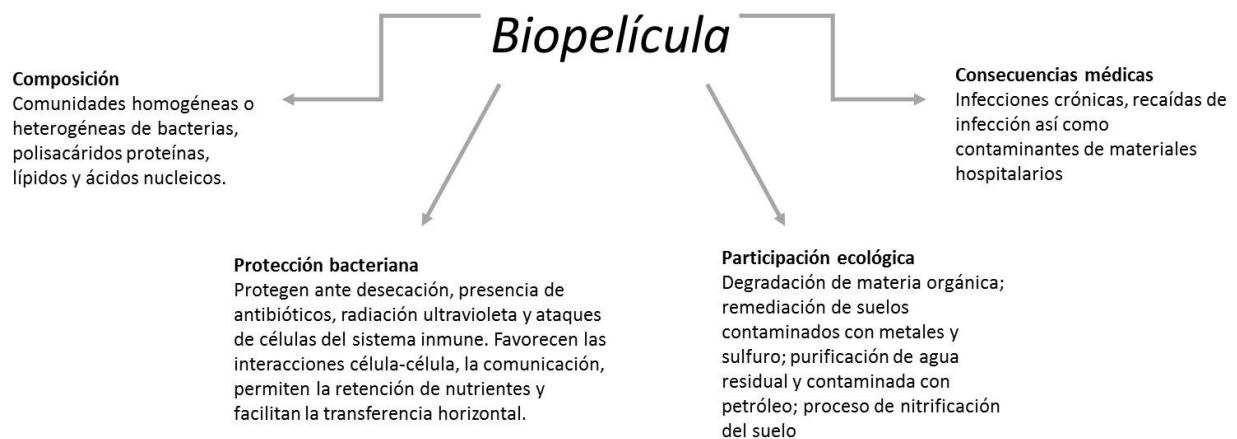 Biopelícula
Composición
Comunidades homogéneas o
heterogéneas de bacterias,
polisacáridos proteínas,
lípidos y ácidos nucleicos.
Protección bacteriana
Protegen ante desecación, presencia de
antibióticos, radiación ultravioleta y ataques
de células del sistema inmune. Favorecen las
interacciones célula-célula, la comunicación,
permiten la retención de nutrientes y
facilitan la transferencia horizontal.
Participación ecológica
Degradación de materia orgánica;
remediación de suelos
contaminados con metales y
sulfuro; purificación de agua
residual y contaminada con
petróleo; proceso de nitrificación
del suelo
Consecuencias médicas
Infecciones crónicas, recaídas de
infección así como
contaminantes de materiales
hospitalarios